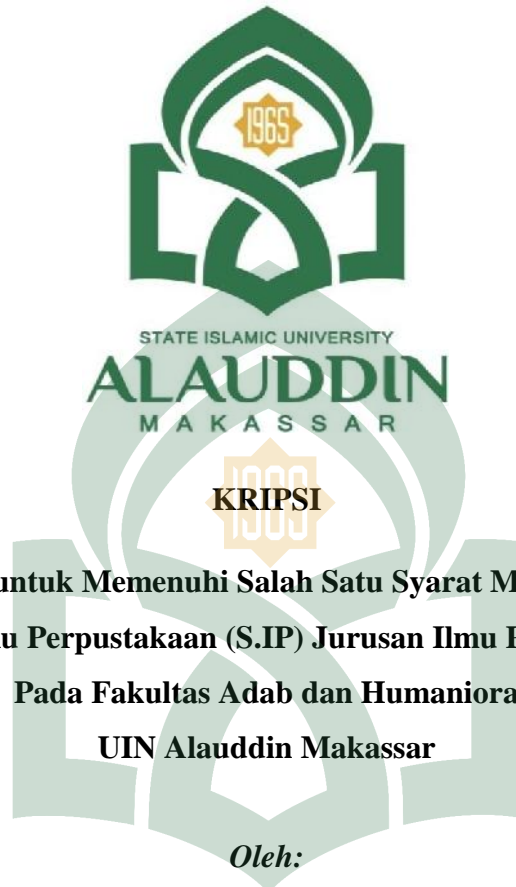 1965
STATE ISLAMIC UNIVERSITY
ALAUDDIN
MAKASSAR
1965
KRIPSI
untuk Memenuhi Salah Satu Syarat M
u Perpustakaan (S.IP) Jurusan Ilmu
Pada Fakultas Adab dan Humaniora
UIN Alauddin Makassar
Oleh: